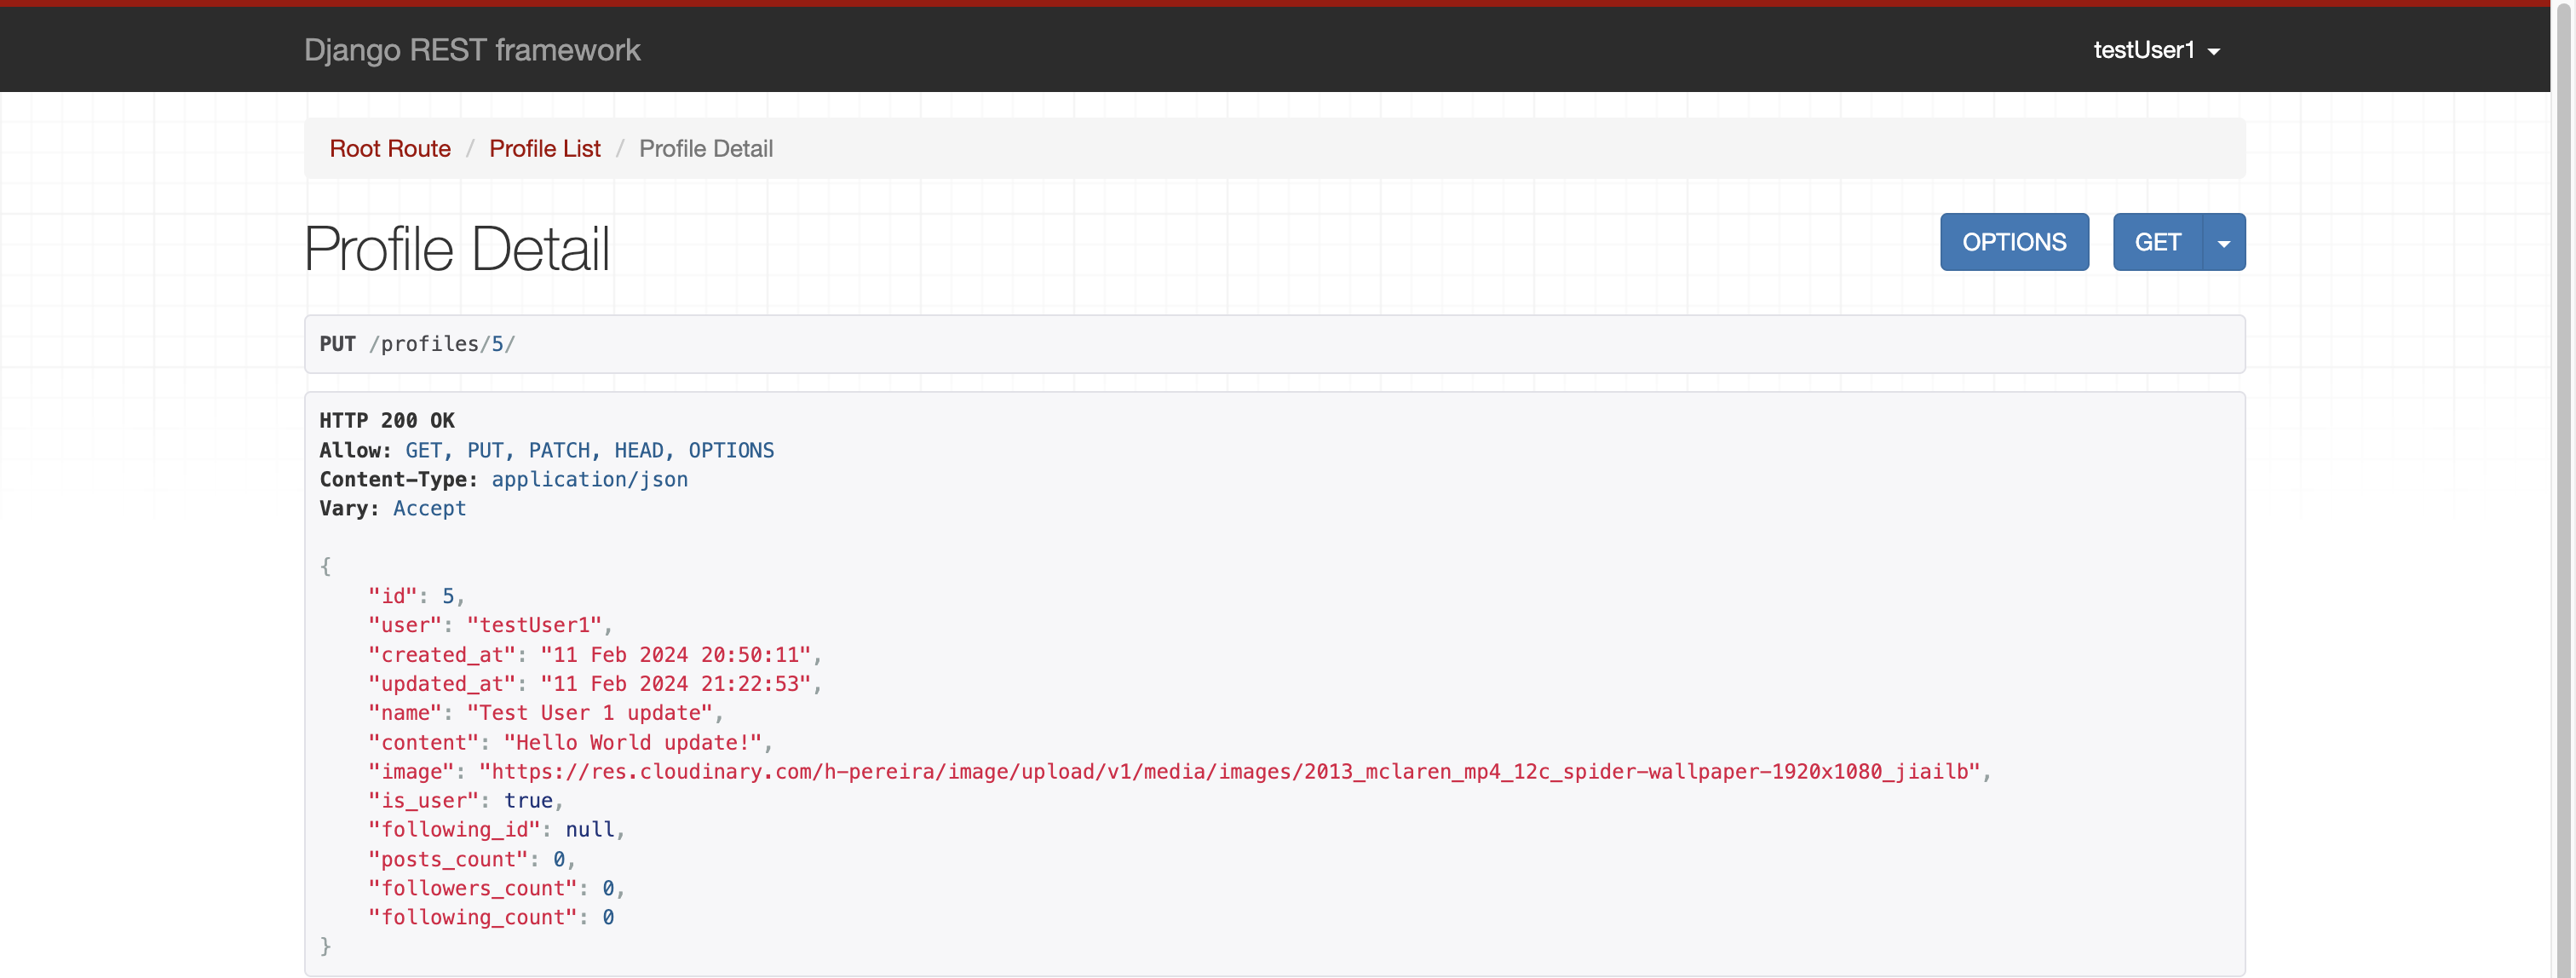 Django REST framework
testUser1
Root Route / Profile List / Profile Detail
Profile Detail
OPTIONS
GET
PUT /profiles/5/
HTTP 200 OK
Allow: GET, PUT, PATCH, HEAD, OPTIONS
Content-Type: application/json
Vary: Accept
{
    "id": 5,
    "user": "testUser1",
    "created_at": "11 Feb 2024 20:50:11",
    "updated_at": "11 Feb 2024 21:22:53",
    "name": "Test User 1 update",
    "content": "Hello World update!",
    "image": "https://res.cloudinary.com/h-pereira/image/upload/v1/media/images/2013_mclaren_mp4_12c_spider-wallpaper-1920x1080_jiailb",
    "is_user": true,
    "following_id": null,
    "posts_count": 0,
    "followers_count": 0,
    "following_count": 0
}